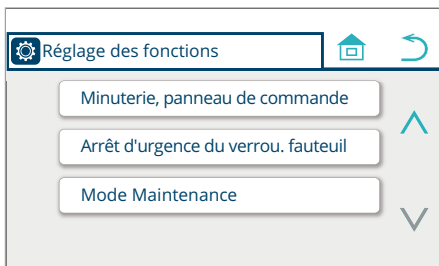 Réglage des fonctions
Minuterie, panneau de commande
Arrêt d'urgence du verrou. fauteuil
Mode Maintenance